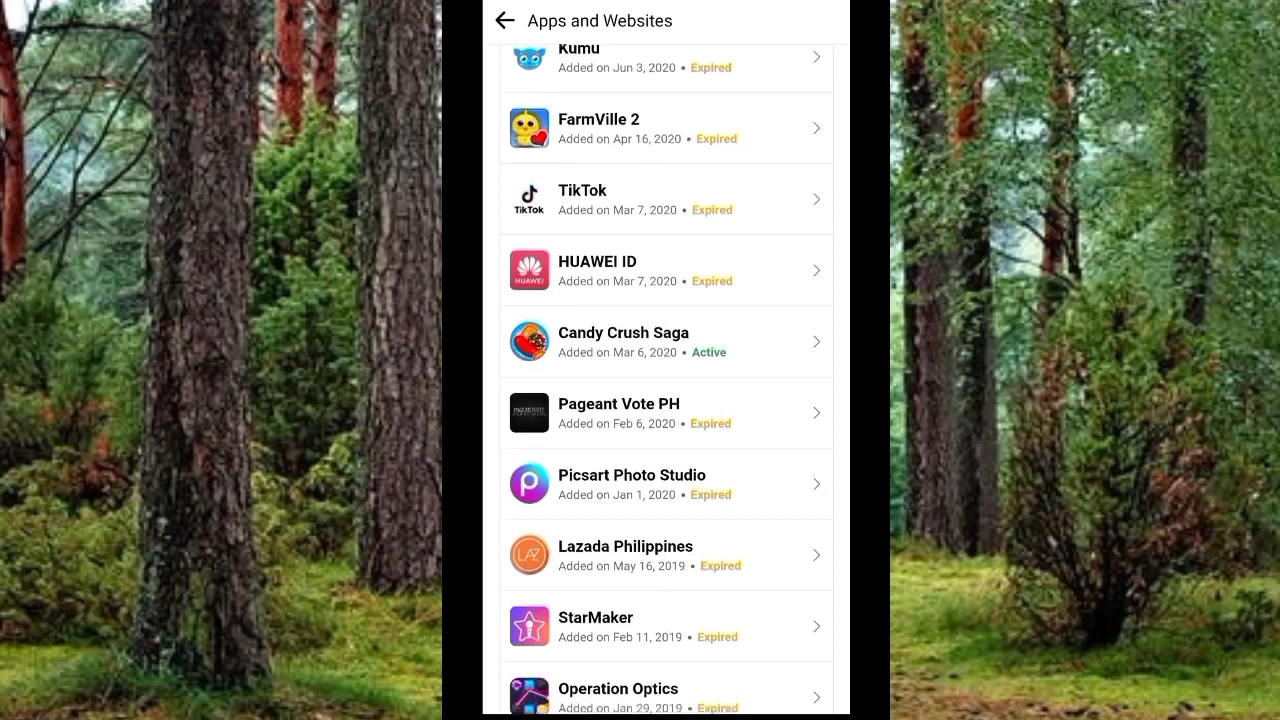 Apps and Websites
Kumu
Added on Jun 3, 2020 • Expired
FarmVille 2
Added on Apr 16, 2020 • Expired
TikTok
TikTok
Added on Mar 7, 2020 • Expired
HUAWEI ID
HUAWEI
Added on Mar 7, 2020 • Expired
Candy Crush Saga
Added on Mar 6, 2020 • Active
Pageant Vote PH
Added on Feb 6, 2020 • Expired
Picsart Photo Studio
Added on Jan 1, 2020 • Expired
Lazada Philippines
LAZ
Added on May 16, 2019 • Expired
StarMaker
Added on Feb 11, 2019 • Expired
Operation Optics
Added on Jan 29, 2019 • Expired